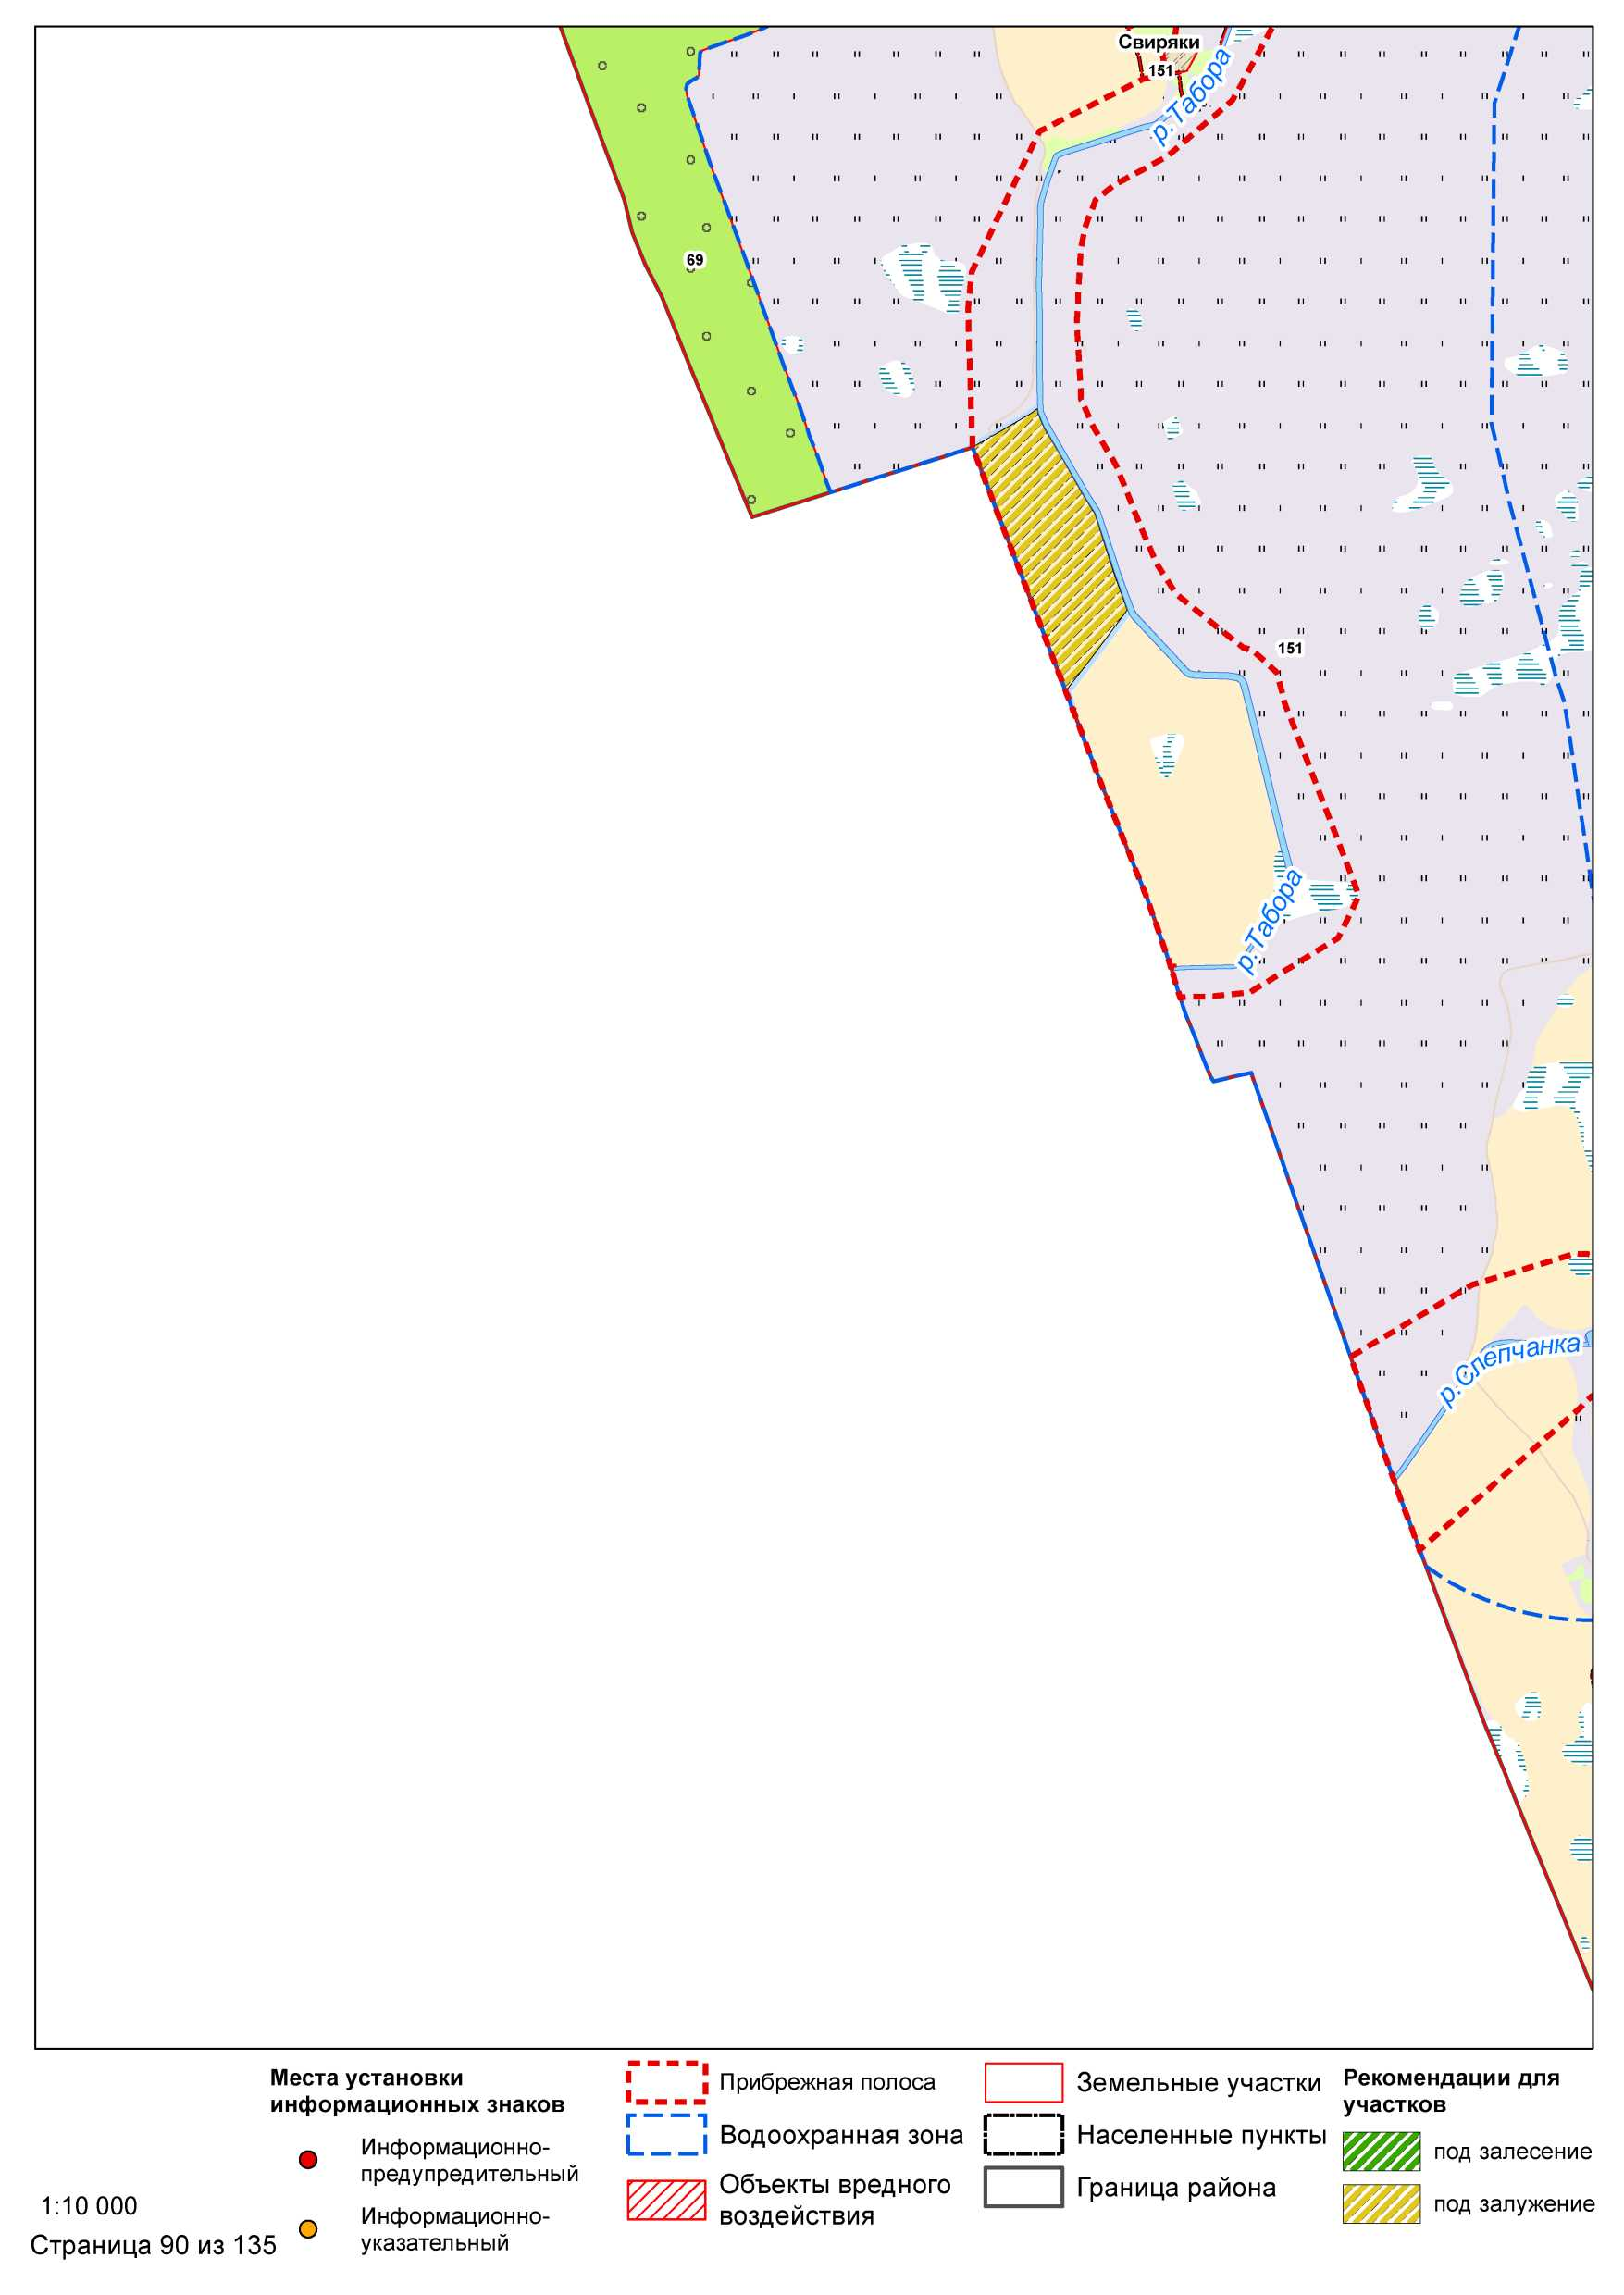 Свиряки
151
р.Табора
69
151
р.Табора
р.Слепчанка
Места установки
информационных знаков
Информационно-
предупредительный
Информационно-
указательный
Прибрежная полоса
Водоохранная зона
Объекты вредного
воздействия
Земельные участки
Населенные пункты
Граница района
Рекомендации для
участков
под залесение
под залужение
1:10 000
Страница 90 из 135